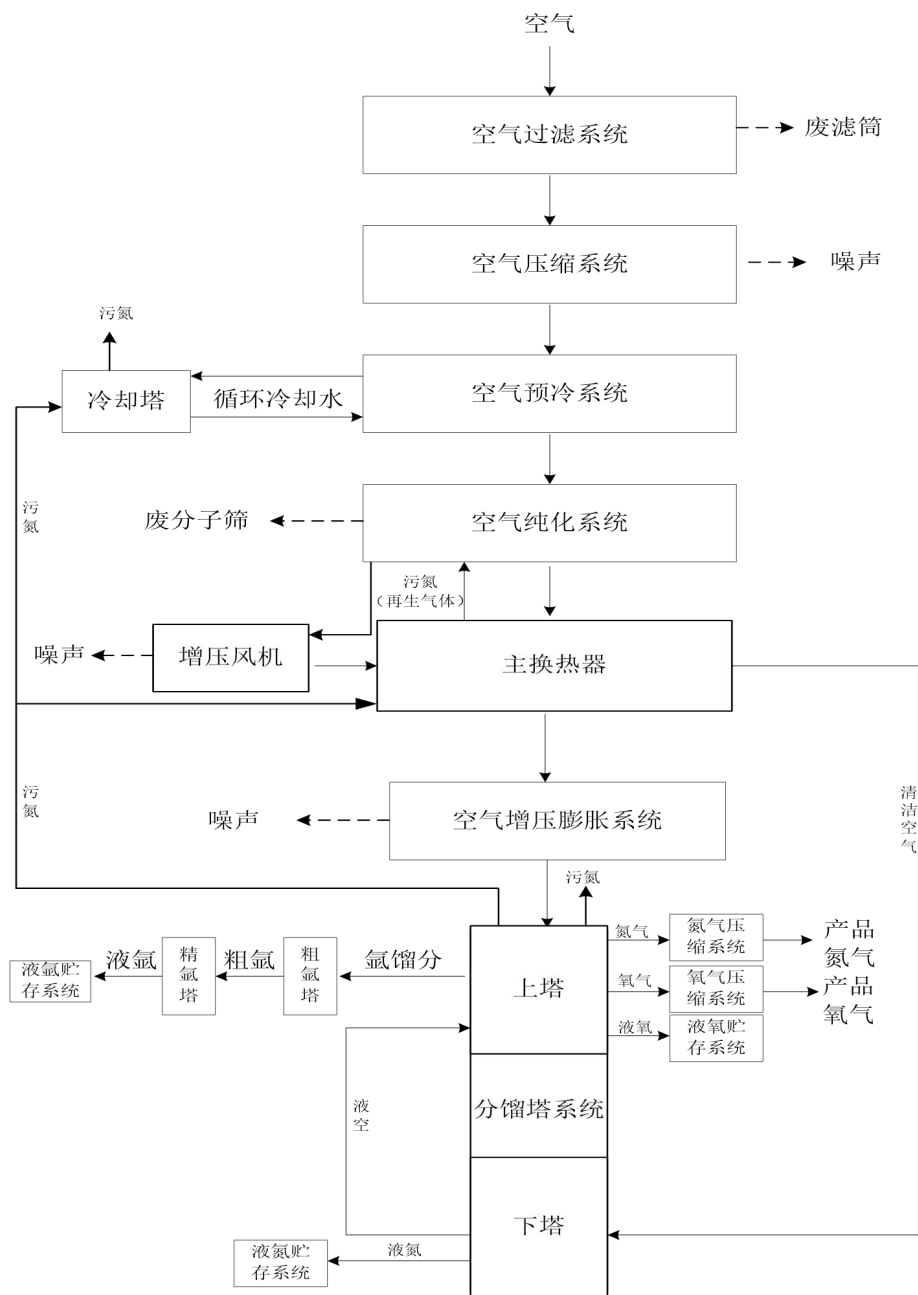 空气
空气过滤系统
废滤筒
空气压缩系统
噪声
污氮
冷却塔
循环冷却水
空气预冷系统
污
氮
废分子筛
空气纯化系统
污氮
（再生气体）
噪声
增压风机
主换热器
污
氮
噪声
空气增压膨胀系统
清
洁
空
气
污氮
液氩贮
存系统
液氩
精
氩
塔
粗氩
粗
氩
塔
氩馏分
上塔
氮气
氮气压
缩系统
产品
氮气
氧气
氧气压
缩系统
产品
氧气
液氧
液氧贮
存系统
液
空
分馏塔系统
下塔
液氮贮
存系统
液氮